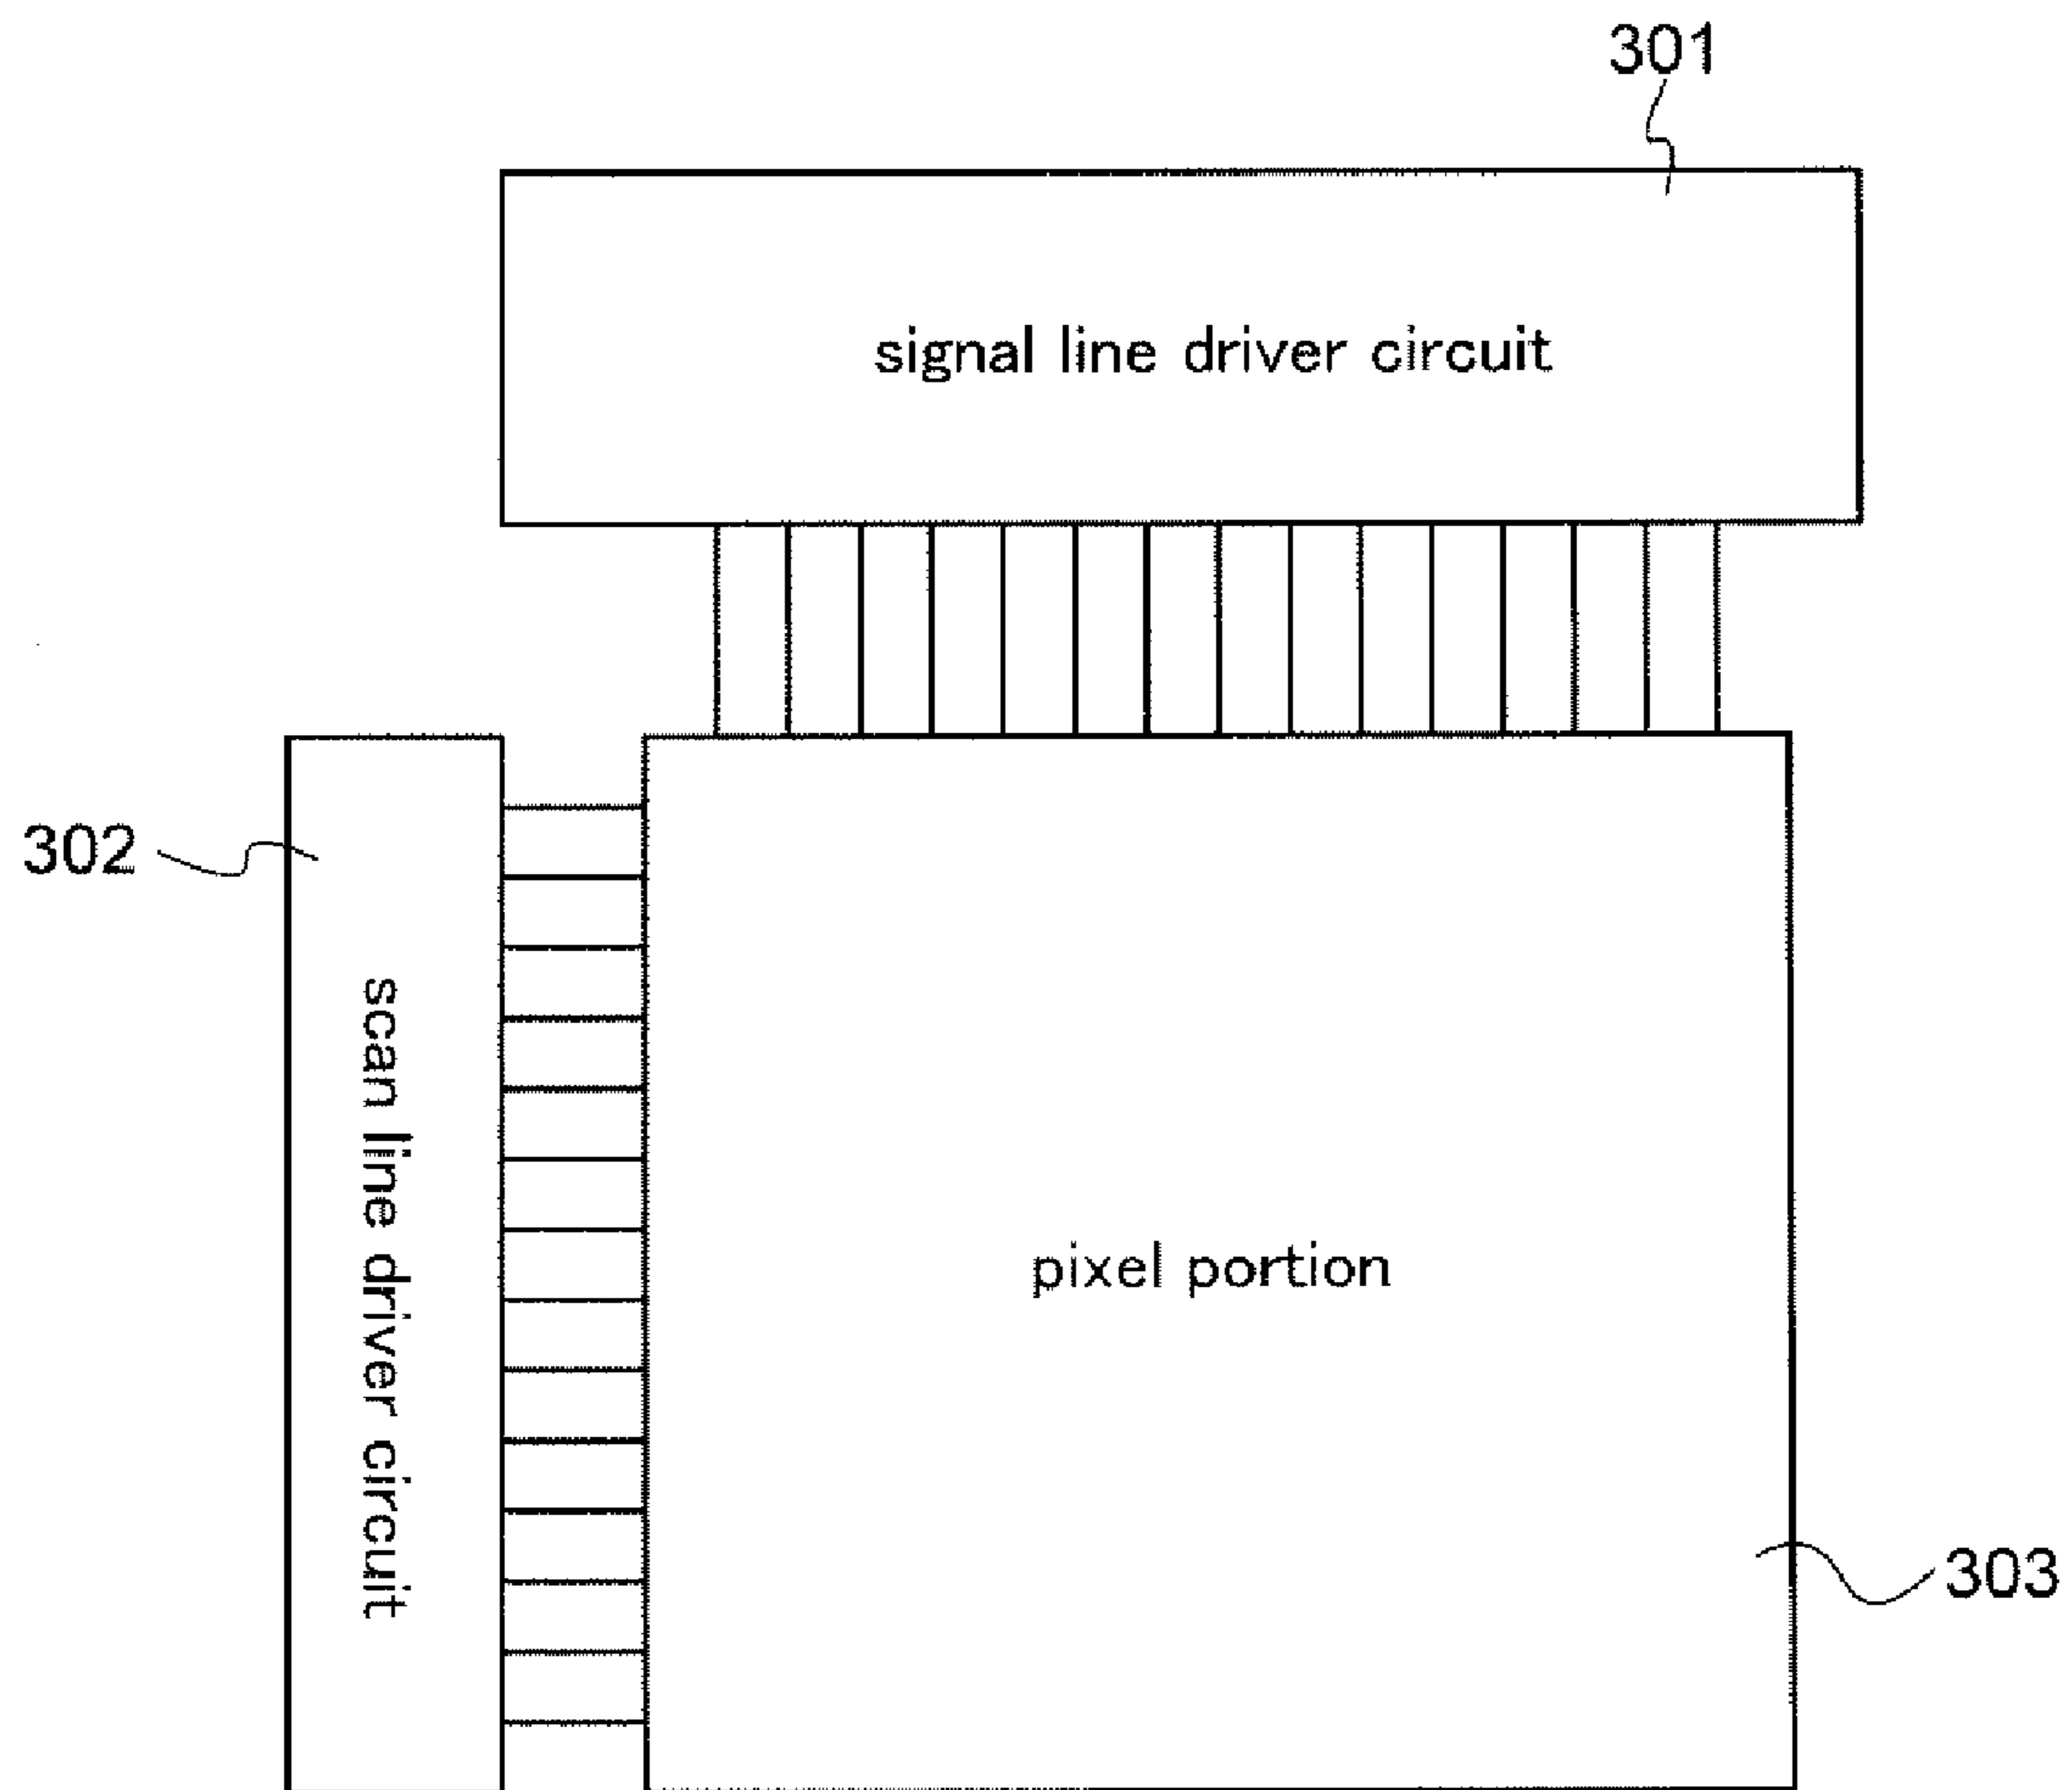 301
signal line driver circuit
302
scan line driver circuit
pixel portion
303